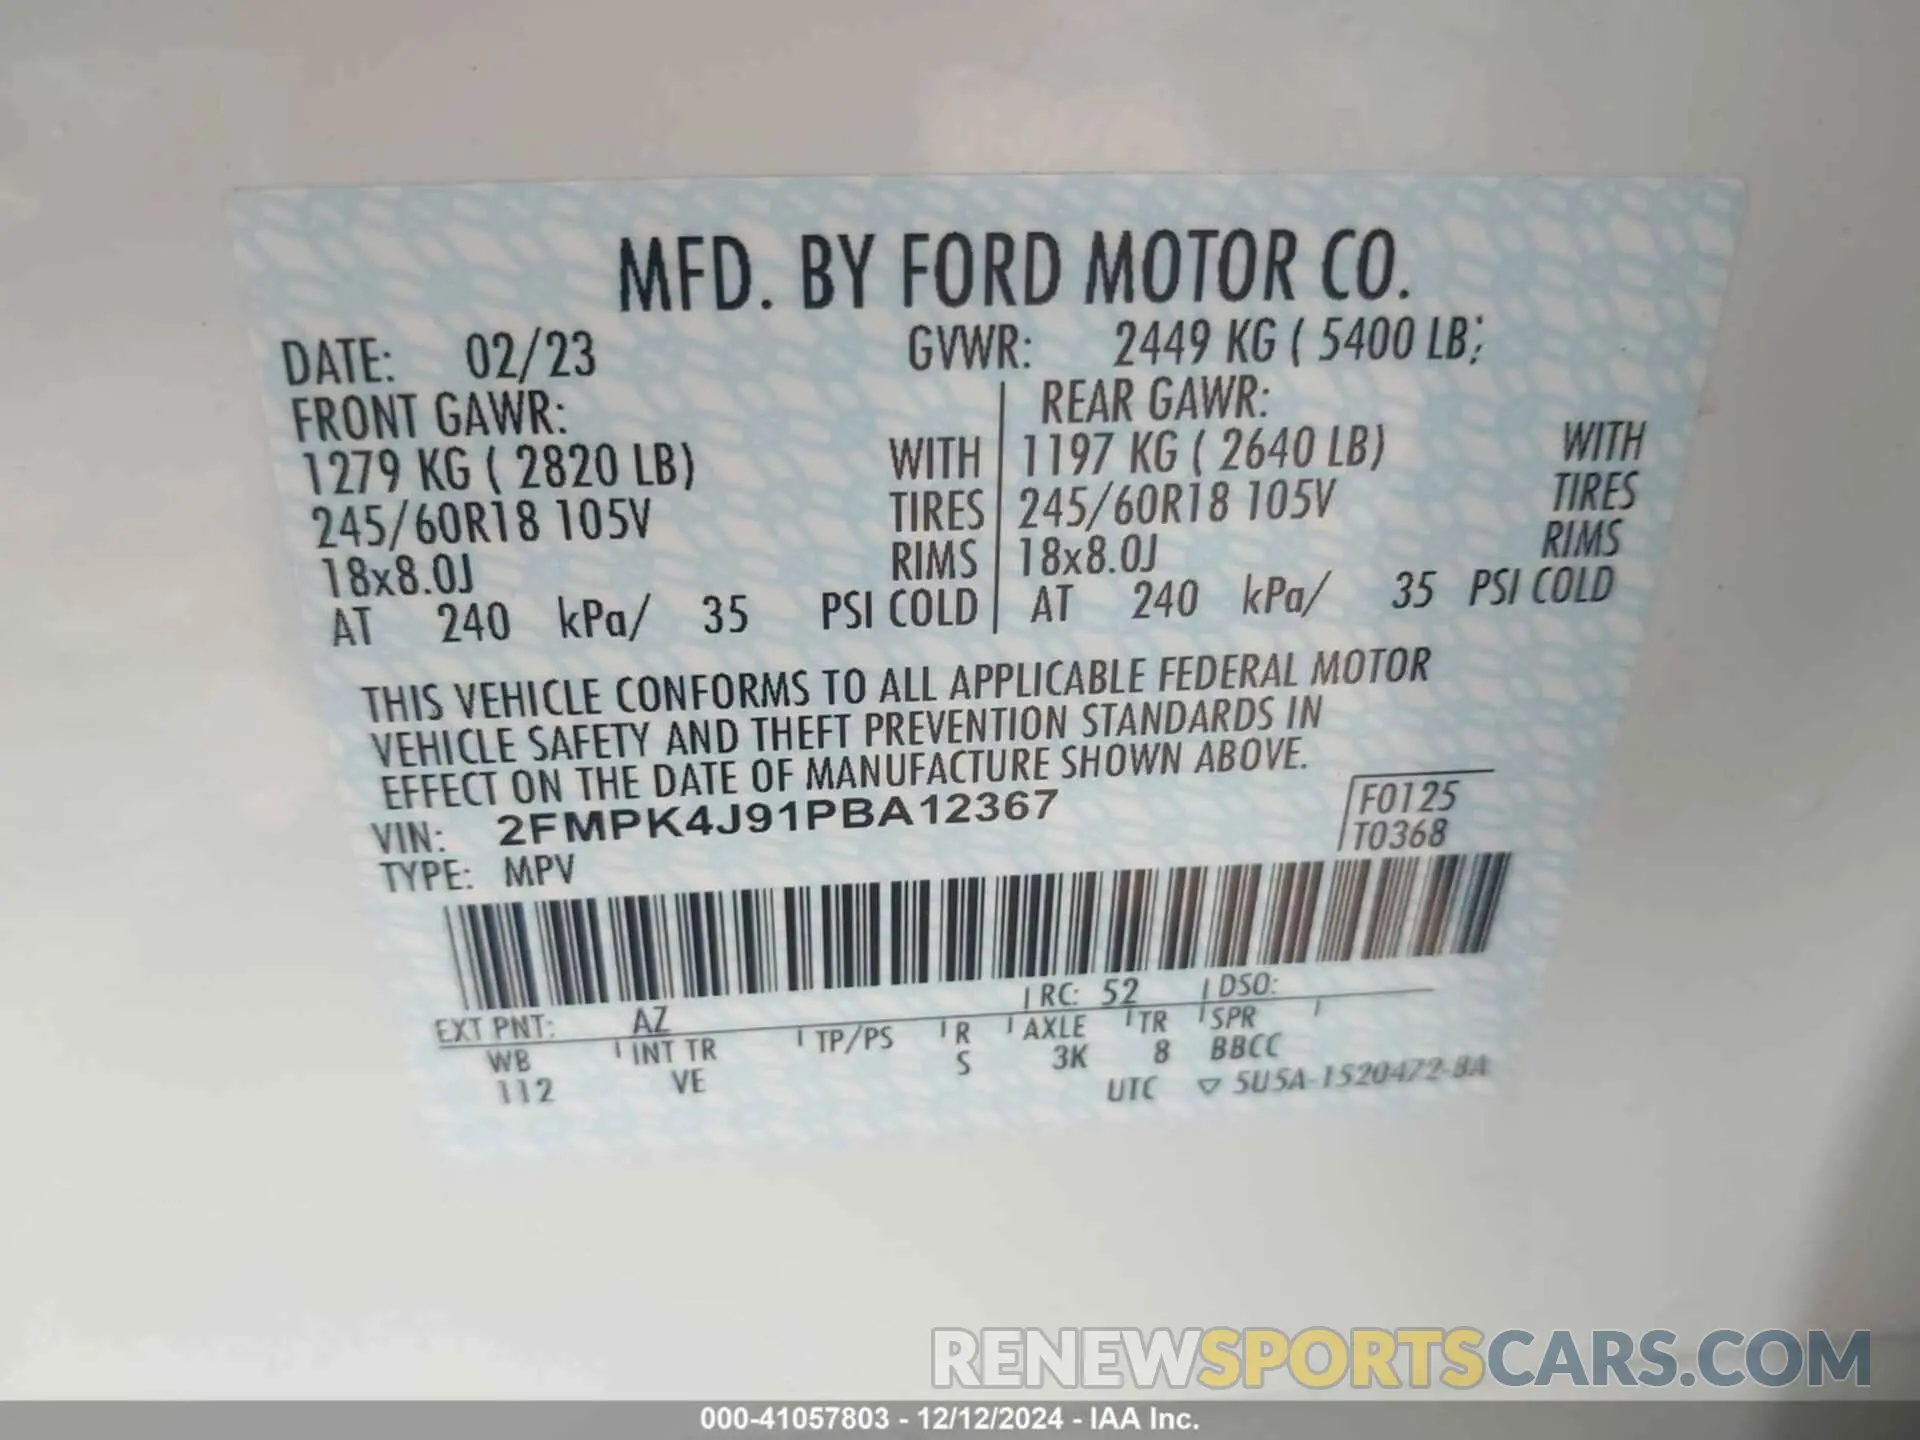 MFD. BY FORD MOTOR CO.
DATE: 02/23 GVWR: 2449 KG ( 5400 LB)
FRONT GAWR: REAR GAWR:
1279 KG ( 2820 LB) WITH 1197 KG ( 2640 LB) WITH
245/60R18 105V TIRES 245/60R18 105V TIRES
18x8.0J RIMS 18x8.0J RIMS
AT 240 kPa/ 35 PSI COLD AT 240 kPa/ 35 PSI COLD
THIS VEHICLE CONFORMS TO ALL APPLICABLE FEDERAL MOTOR
VEHICLE SAFETY AND THEFT PREVENTION STANDARDS IN
EFFECT ON THE DATE OF MANUFACTURE SHOWN ABOVE.
VIN: 2FMPK4J91PBA12367 F0125
TYPE: MPV T0368
EXT PNT: AZ RC: 52 DSO:
WB INT TR TP/PS R AXLE TR SPR
112 VE S 3K 8 BBCC
UTC ▽ 5U5A-1520472-BA
RENEWSPORTSCARS.COM
000-41057803 - 12/12/2024 - IAA Inc.